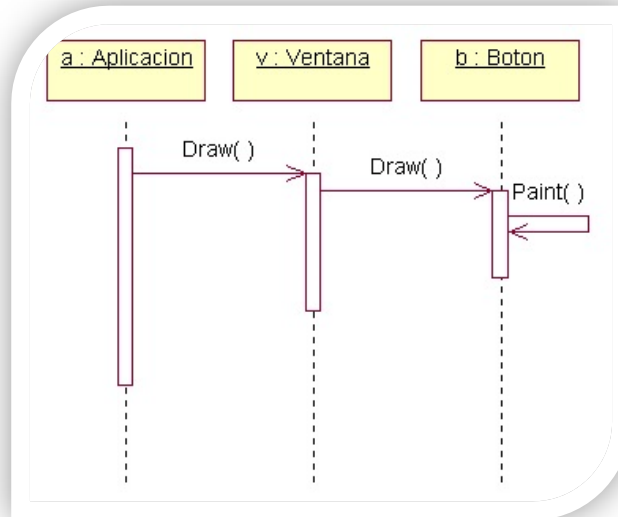 a : Aplicacion
v : Ventana
b : Boton
Draw( )
Draw( )
Paint( )